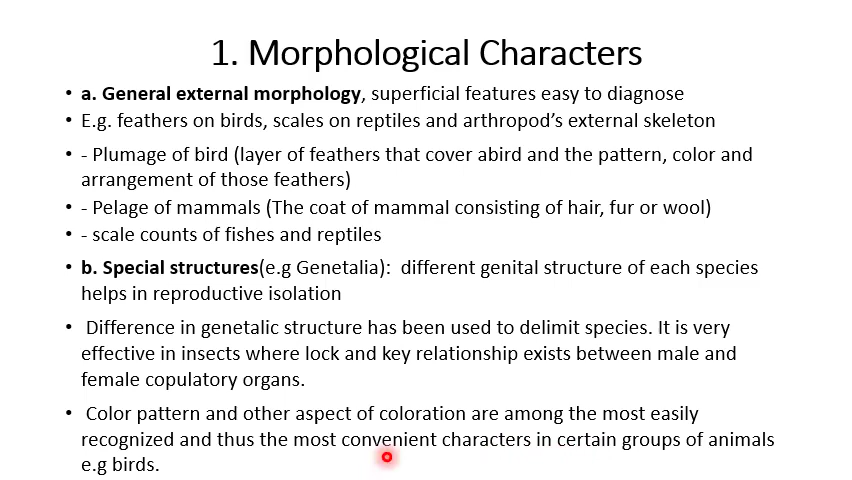 1. Morphological Characters
• a. General external morphology, superficial features easy to diagnose
• E.g. feathers on birds, scales on reptiles and arthropod’s external skeleton
• - Plumage of bird (layer of feathers that cover abird and the pattern, color and
arrangement of those feathers)
• - Pelage of mammals (The coat of mammal consisting of hair, fur or wool)
• - scale counts of fishes and reptiles
• b. Special structures(e.g Genetalia): different genital structure of each species
helps in reproductive isolation
• Difference in genetalic structure has been used to delimit species. It is very
effective in insects where lock and key relationship exists between male and
female copulatory organs.
• Color pattern and other aspect of coloration are among the most easily
recognized and thus the most convenient characters in certain groups of animals
e.g birds.